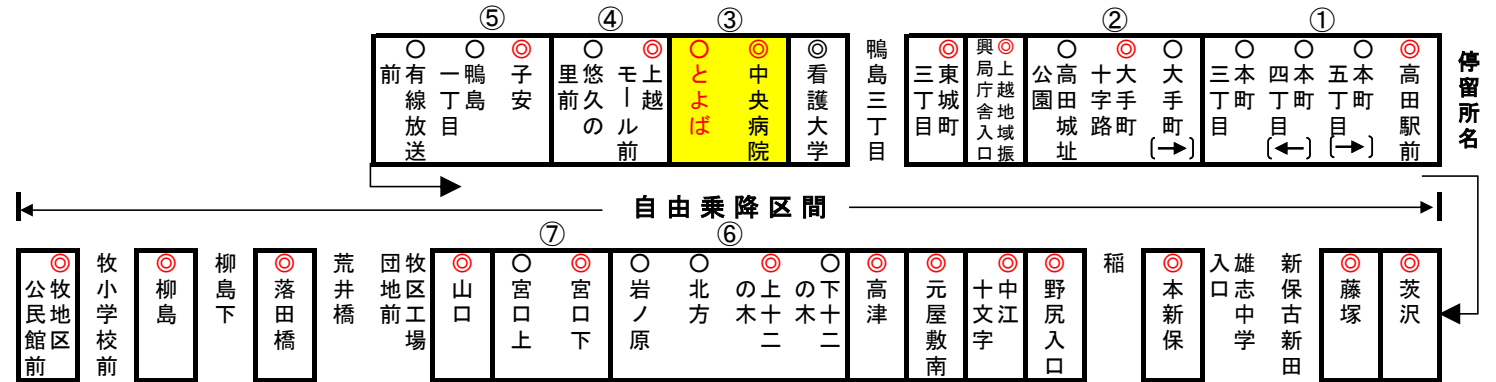 停留所名
①
◎高田駅前
○本町
五丁目
(→)
○本町
四丁目
(←)
○本町
三丁目
②
○大手町
(→)
◎大手町
十字路
○高田城址
公園
◎上越地域振
興局庁舎入口
◎東城町
三丁目
鴨島三丁目
◎看護大学
③
◎中央病院
○とよば
④
◎上越
モール前
○悠久の
里前
⑤
◎子安
○鴨島
一丁目
○有線放送
前
自由乗降区間
◎茨沢
◎藤塚
新保古新田
雄志中学
入口
◎本新保
稲
◎野尻入口
◎中江
十文字
◎元屋敷南
◎高津
⑥
○下十二
の木
◎上十二
の木
○北方
○岩ノ原
⑦
◎宮口下
○宮口上
◎山口
牧区工場
団地前
荒井橋
◎落田橋
柳島下
◎柳島
牧小学校前
◎牧地区
公民館前